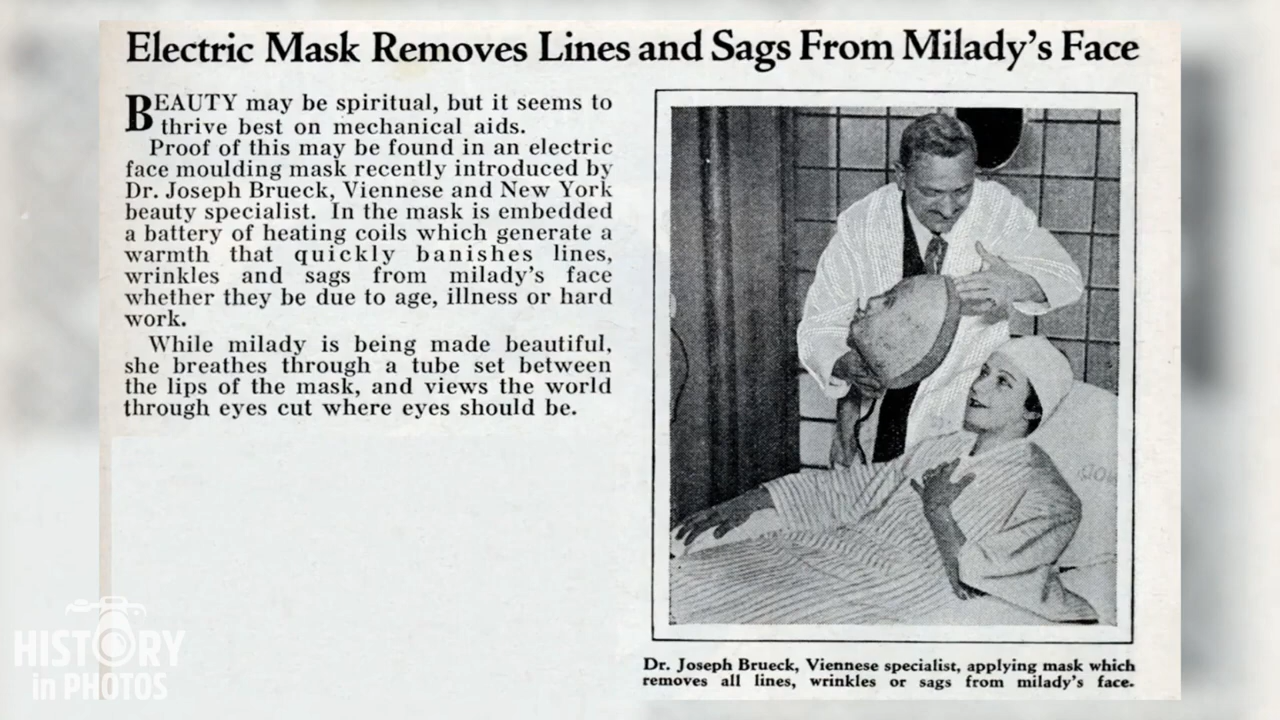 Electric Mask Removes Lines and Sags From Milady's Face
BEAUTY may be spiritual, but it seems to
thrive best on mechanical aids.
Proof of this may be found in an electric
face moulding mask recently introduced by
Dr. Joseph Brueck, Viennese and New York
beauty specialist. In the mask is embedded
a battery of heating coils which generate a
warmth that quickly banishes lines,
wrinkles and sags from milady's face
whether they be due to age, illness or hard
work.
While milady is being made beautiful,
she breathes through a tube set between
the lips of the mask, and views the world
through eyes cut where eyes should be.
Dr. Joseph Brueck, Viennese specialist, applying mask which
removes all lines, wrinkles or sags from milady's face.
HISTORY
in PHOTOS